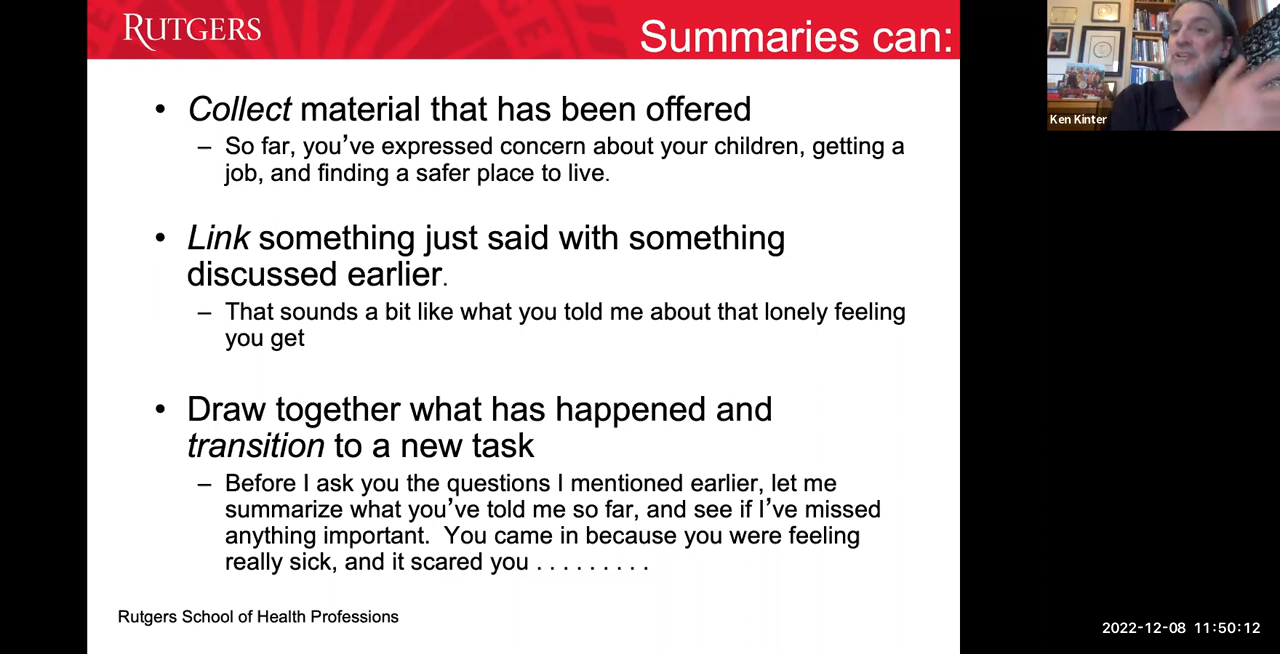 RUTGERS
Summaries can:
• Collect material that has been offered
– So far, you’ve expressed concern about your children, getting a
job, and finding a safer place to live.
• Link something just said with something
discussed earlier.
– That sounds a bit like what you told me about that lonely feeling
you get
• Draw together what has happened and
transition to a new task
– Before I ask you the questions I mentioned earlier, let me
summarize what you’ve told me so far, and see if I’ve missed
anything important.  You came in because you were feeling
really sick, and it scared you . . . . . . . . .
Rutgers School of Health Professions
Ken Kinter
2022-12-08 11:50:12